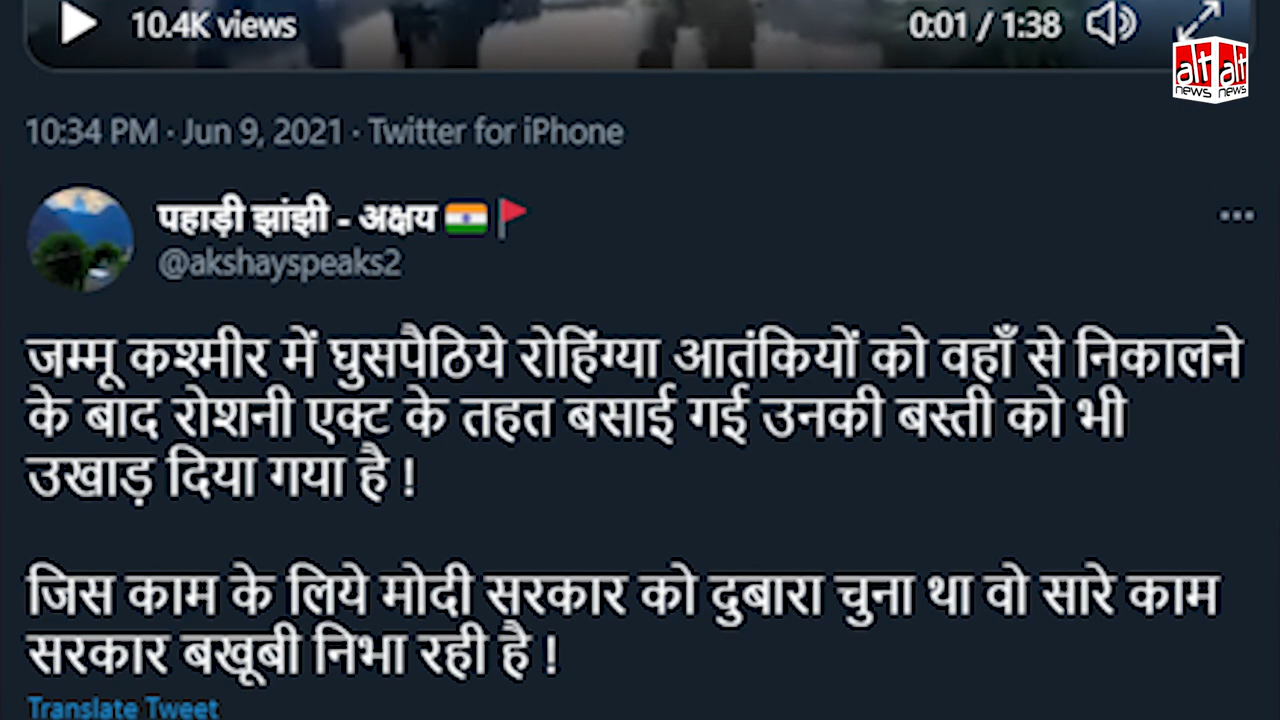 10.4K views 0:01 / 1:38
alt news alt news
10:34 PM · Jun 9, 2021 · Twitter for iPhone
पहाड़ी झांझी - अक्षय
@akshayspeaks2
जम्मू कश्मीर में घुसपैठिये रोहिंग्या आतंकियों को वहाँ से निकालने
के बाद रोशनी एक्ट के तहत बसाई गई उनकी बस्ती को भी
उखाड़ दिया गया है !
जिस काम के लिये मोदी सरकार को दुबारा चुना था वो सारे काम
सरकार बखूबी निभा रही है !
Translate Tweet